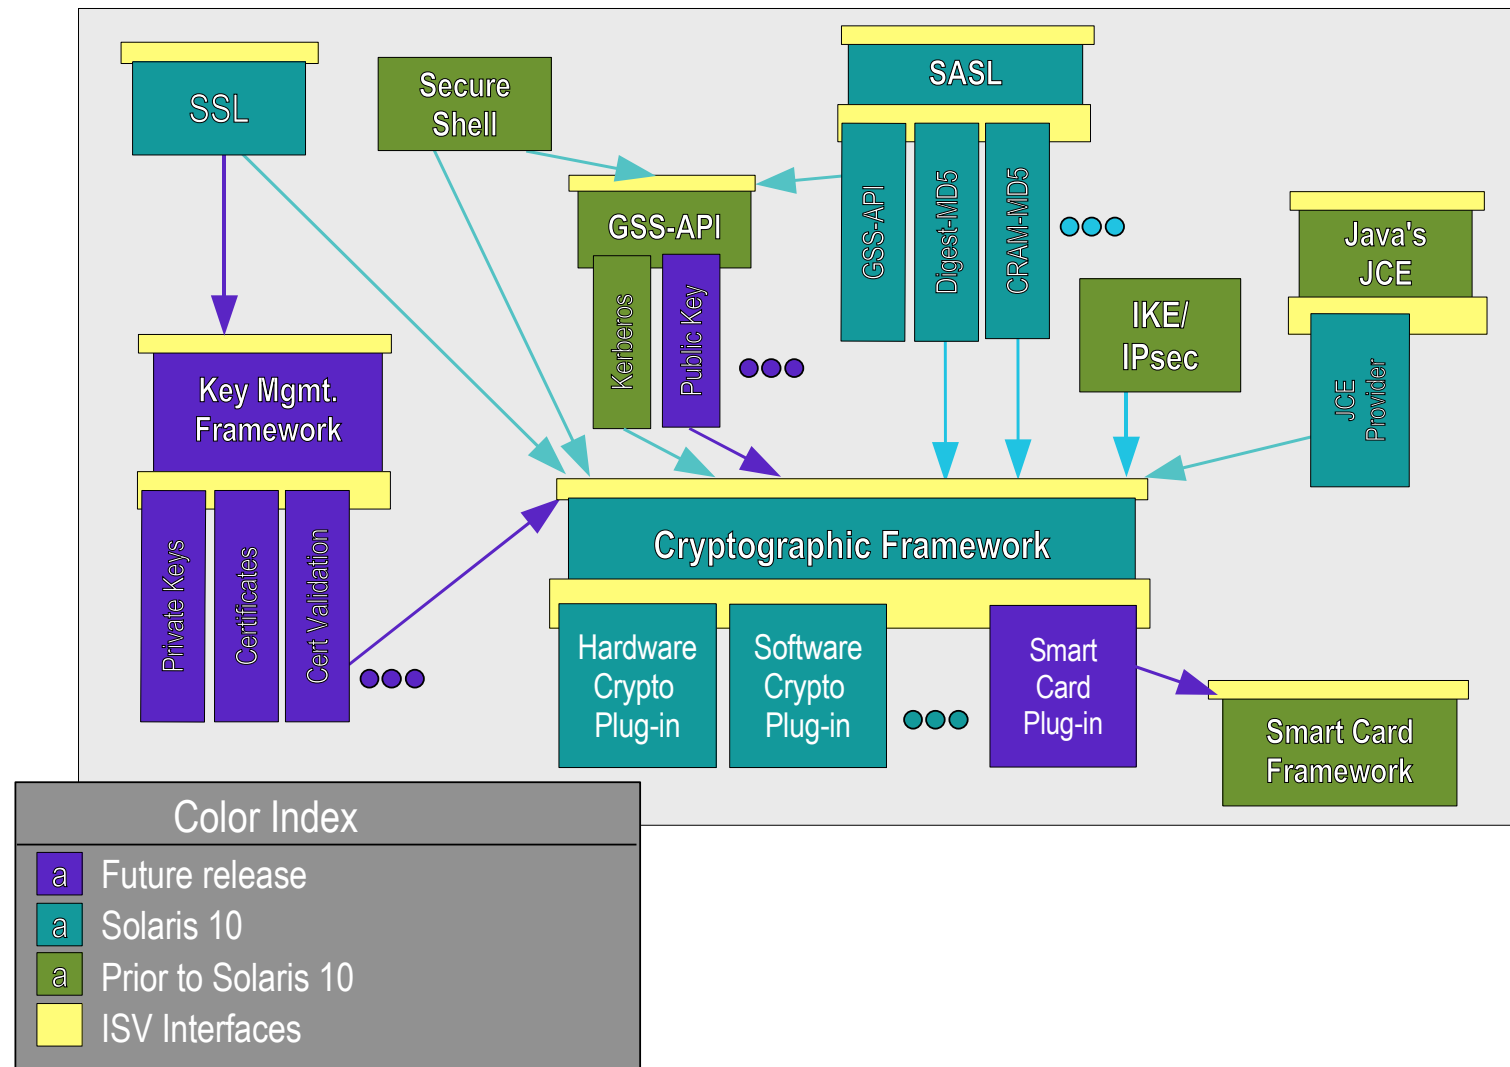 SSL
Secure
Shell
SASL
GSS-API
Digest-MD5
CRAM-MD5
GSS-API
Kerberos
Public Key
Java's
JCE
JCE
Provider
IKE/
IPsec
Key Mgmt.
Framework
Private Keys
Certificates
Cert Validation
Cryptographic Framework
Hardware
Crypto
Plug-in
Software
Crypto
Plug-in
Smart
Card
Plug-in
Smart Card
Framework
Color Index
a Future release
a Solaris 10
a Prior to Solaris 10
ISV Interfaces